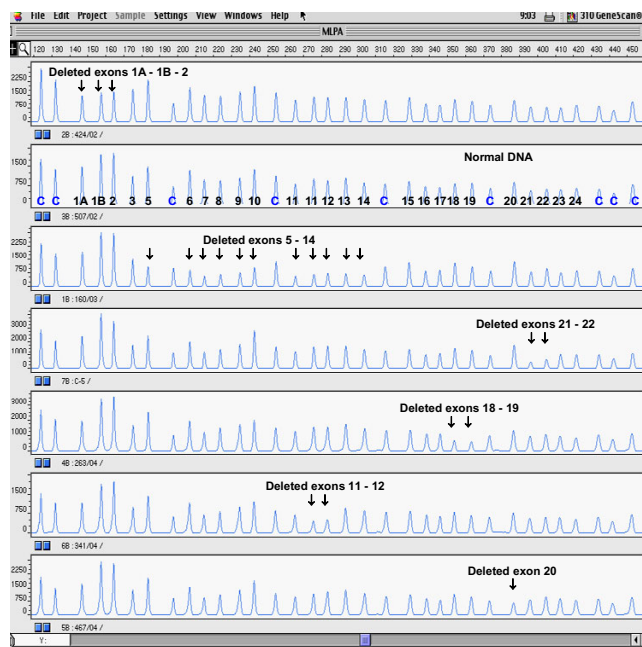 File Edit Project Sample Settings View Windows Help 9:03 310 GeneScan®
MLPA
120 130 140 150 160 170 180 190 200 210 220 230 240 250 260 270 280 290 300 310 320 330 340 350 360 370 380 390 400 410 420 430 440 450
Deleted exons 1A - 1B - 2
2250
1500
750
0
2B : 424/02 /
Normal DNA
1500
750
0
C C 1A 1B 2 3 5 C 6 7 8 9 10 C 11 11 12 13 14 C 15 16 17 18 19 C 20 21 22 23 24 C C C
3B : 507/02 /
Deleted exons 5 - 14
2250
1500
750
0
1B : 160/03 /
Deleted exons 21 - 22
3000
2000
1000
0
7B : C-5 /
Deleted exons 18 - 19
3000
2000
1000
0
4B : 263/04 /
Deleted exons 11 - 12
1500
750
0
6B : 341/04 /
Deleted exon 20
2250
1500
750
0
5B : 467/04 /
Y: